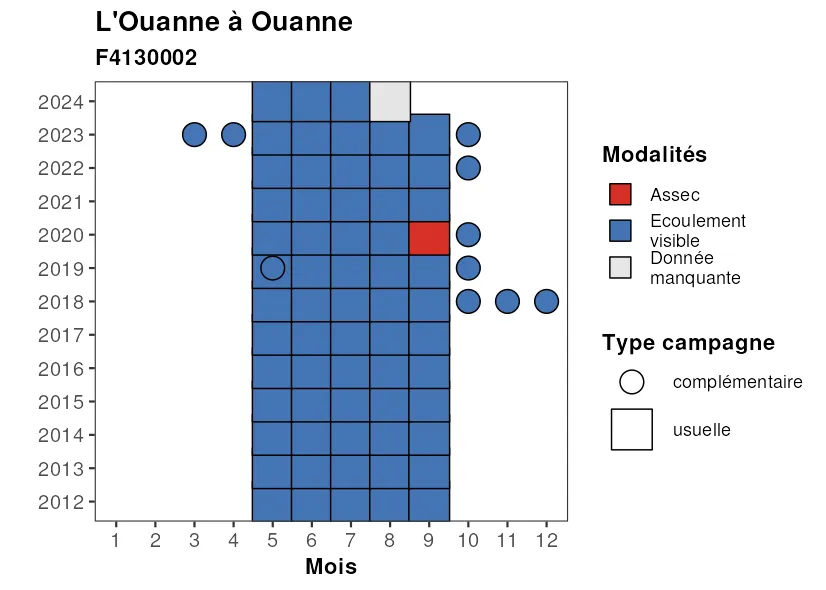 L'Ouanne à Ouanne
F4130002
2024
2023
2022
2021
2020
2019
2018
2017
2016
2015
2014
2013
2012
1 2 3 4 5 6 7 8 9 10 11 12
Mois
Modalités
Assec
Ecoulement
visible
Donnée
manquante
Type campagne
complémentaire
usuelle